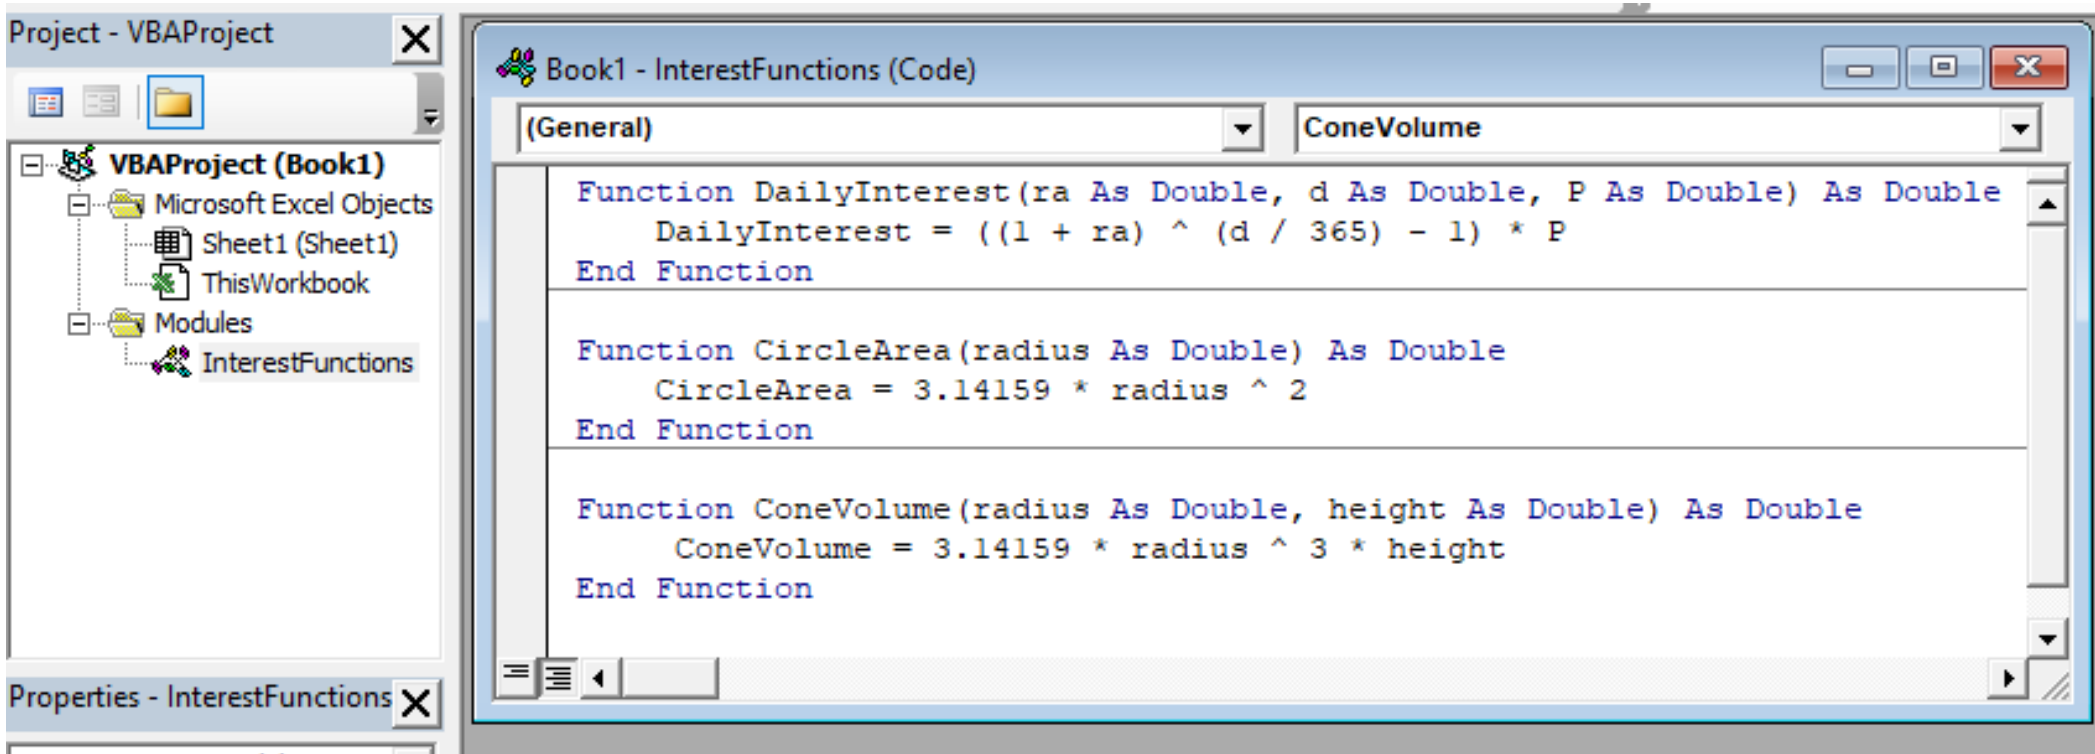 Project - VBAProject
VBAProject (Book1)
Microsoft Excel Objects
Sheet1 (Sheet1)
ThisWorkbook
Modules
InterestFunctions
Properties - InterestFunctions
Book1 - InterestFunctions (Code)
(General)
ConeVolume
Function DailyInterest(ra As Double, d As Double, P As Double) As Double
DailyInterest = ((1 + ra) ^ (d / 365) - 1) * P
End Function
Function CircleArea(radius As Double) As Double
CircleArea = 3.14159 * radius ^ 2
End Function
Function ConeVolume(radius As Double, height As Double) As Double
ConeVolume = 3.14159 * radius ^ 3 * height
End Function